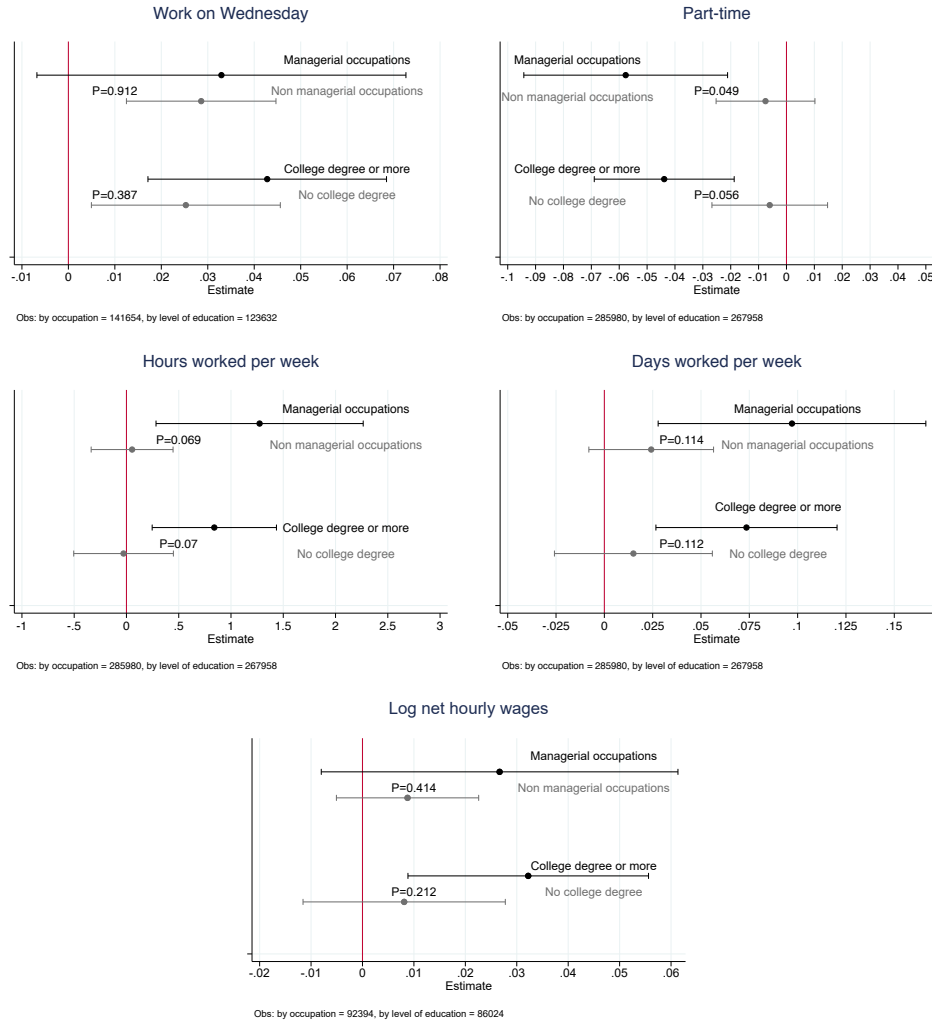 Work on Wednesday
Managerial occupations
P=0.912
Non managerial occupations
College degree or more
P=0.387
No college degree
-.01 0 .01 .02 .03 .04 .05 .06 .07 .08
Estimate
Obs: by occupation = 141654, by level of education = 123632
Part-time
Managerial occupations
P=0.049
Non managerial occupations
College degree or more
P=0.056
No college degree
-.1 -.09 -.08 -.07 -.06 -.05 -.04 -.03 -.02 -.01 0 .01 .02 .03 .04 .05
Estimate
Obs: by occupation = 285980, by level of education = 267958
Hours worked per week
Managerial occupations
P=0.069
Non managerial occupations
College degree or more
P=0.07
No college degree
-1 -.5 0 .5 1 1.5 2 2.5 3
Estimate
Obs: by occupation = 285980, by level of education = 267958
Days worked per week
Managerial occupations
P=0.114
Non managerial occupations
College degree or more
P=0.112
No college degree
-.05 -.025 0 .025 .05 .075 .1 .125 .15
Estimate
Obs: by occupation = 285980, by level of education = 267958
Log net hourly wages
Managerial occupations
P=0.414
Non managerial occupations
College degree or more
P=0.212
No college degree
-.02 -.01 0 .01 .02 .03 .04 .05 .06
Estimate
Obs: by occupation = 92394, by level of education = 86024